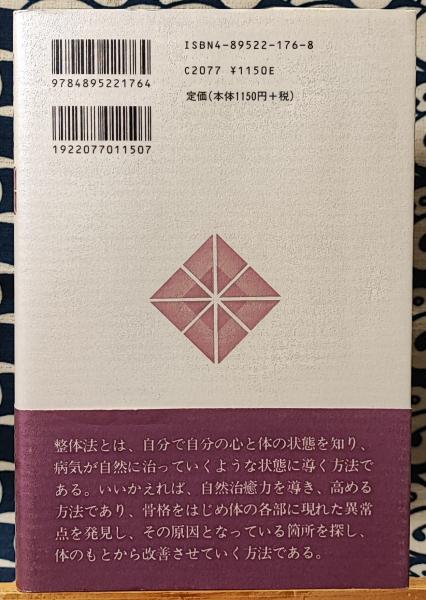 ISBN4-89522-176-8
9784895221764
C2077 ¥1150E
定価(本体1150円+税)
1922077011507
整体法とは、自分で自分の心と体の状態を知り、
病気が自然に治っていくような状態に導く方法で
ある。いいかえれば、自然治癒力を導き、高める
方法であり、骨格をはじめ体の各部に現れた異常
点を発見し、その原因となっている箇所を探し、
体のもとから改善させていく方法である。